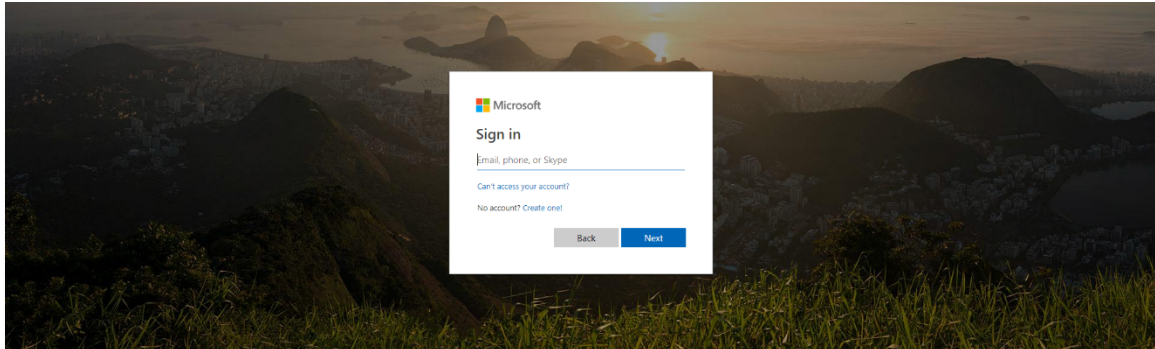 Microsoft
Sign in
Email, phone, or Skype
Can't access your account?
No account? Create one!
Back Next